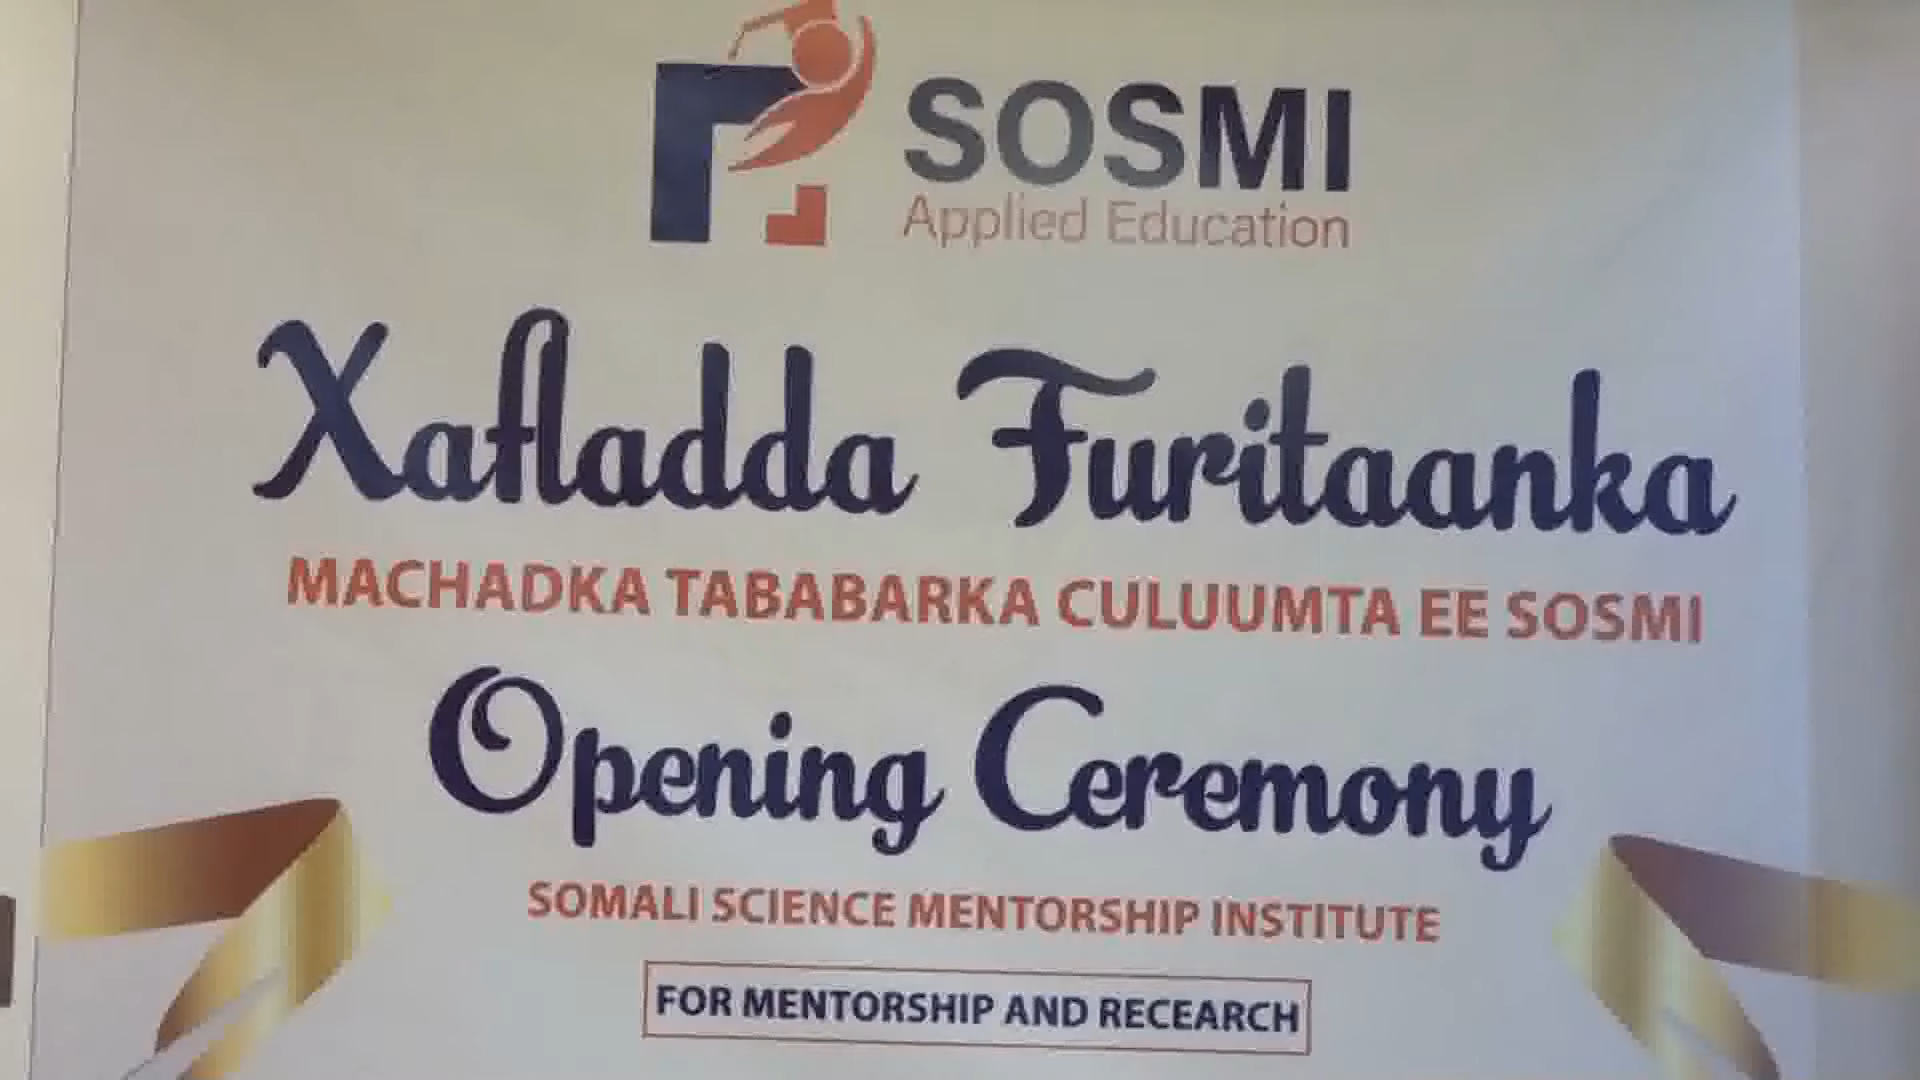 SOSMI
Applied Education
Xafladda Furitaanka
MACHADKA TABABARKA CULUUMTA EE SOSMI
Opening Ceremony
SOMALI SCIENCE MENTORSHIP INSTITUTE
FOR MENTORSHIP AND RECEARCH